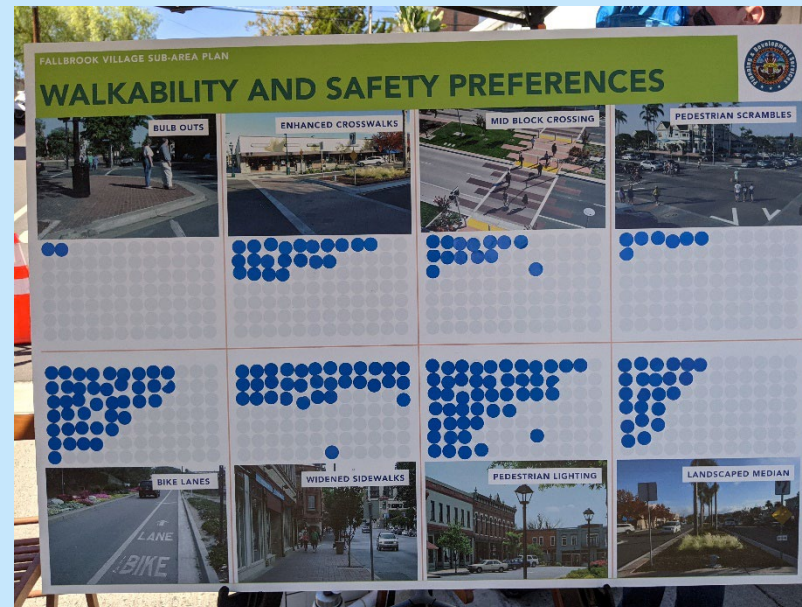 FALLBROOK VILLAGE SUB-AREA PLAN
WALKABILITY AND SAFETY PREFERENCES
BULB OUTS
ENHANCED CROSSWALKS
MID BLOCK CROSSING
PEDESTRIAN SCRAMBLES
BIKE LANES
WIDENED SIDEWALKS
PEDESTRIAN LIGHTING
LANDSCAPED MEDIAN
LANE
BIKE